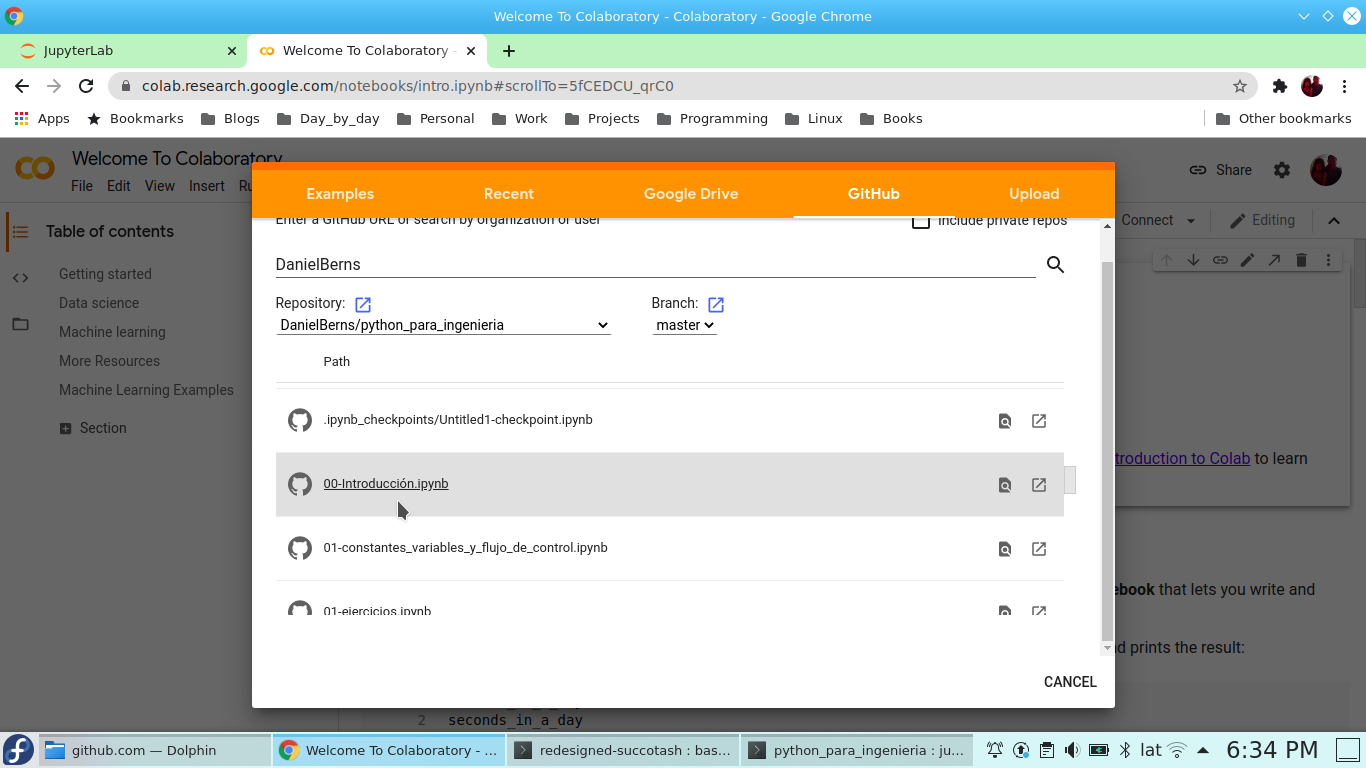 Welcome To Colaboratory - Colaboratory - Google Chrome
JupyterLab
Welcome To Colaboratory -
colab.research.google.com/notebooks/intro.ipynb#scrollTo=5fCEDCU_qrC0
Apps Bookmarks Blogs Day_by_day Personal Work Projects Programming Linux Books Other bookmarks
Welcome To Colaboratory
File Edit View Insert Ru
Share
Examples Recent Google Drive GitHub Upload
Connect Editing
Table of contents
Getting started
Data science
Machine learning
More Resources
Machine Learning Examples
Section
Enter a GitHub URL or search by organization or user
Include private repos
DanielBerns
Repository: Branch:
DanielBerns/python_para_ingenieria master
Path
.ipynb_checkpoints/Untitled1-checkpoint.ipynb
00-Introducción.ipynb
01-constantes_variables_y_flujo_de_control.ipynb
01-ejercicios.ipynb
CANCEL
troduction to Colab to learn
ebook that lets you write and
d prints the result:
2 seconds_in_a_day
github.com — Dolphin
Welcome To Colaboratory - ...
redesigned-succotash : bas...
python_para_ingenieria : ju...
lat
6:34 PM